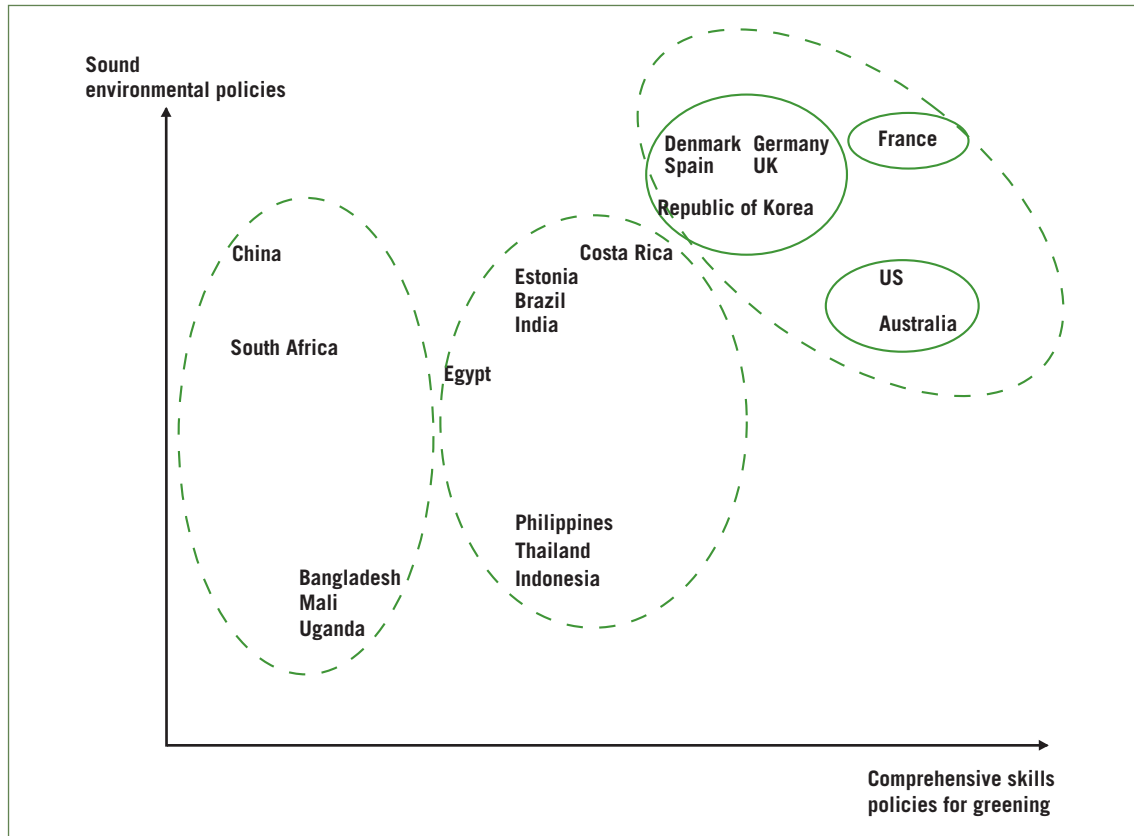 Sound
environmental policies
Denmark Germany
Spain UK
Republic of Korea
France
US
Australia
China
South Africa
Bangladesh
Mali
Uganda
Costa Rica
Estonia
Brazil
India
Egypt
Philippines
Thailand
Indonesia
Comprehensive skills
policies for greening